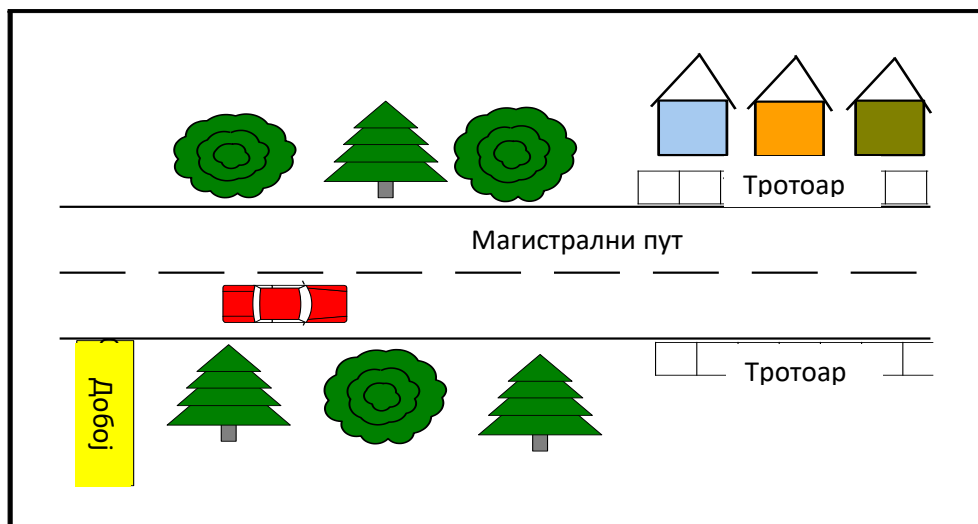 Тротоар
Магистрални пут
Добој
Тротоар